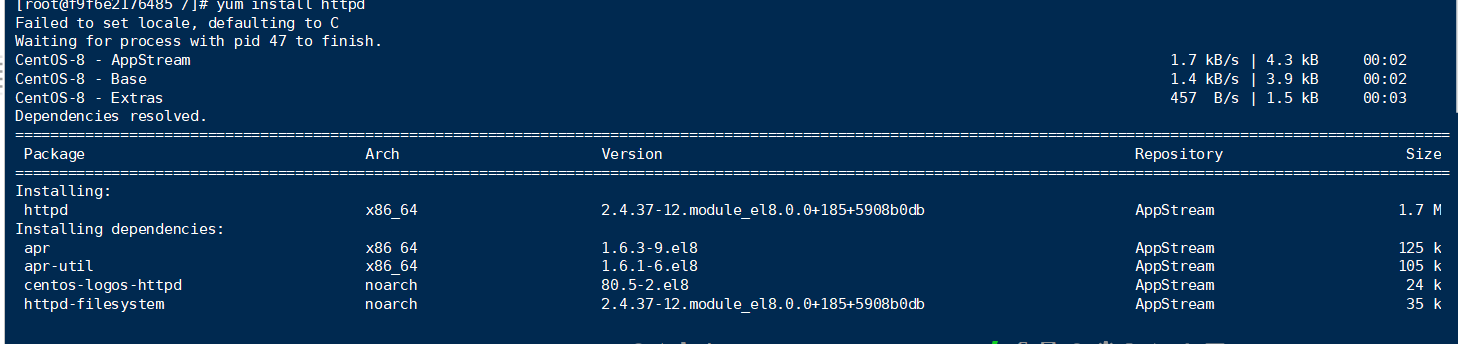 [root@f9f6e2176485 /]# yum install httpd
Failed to set locale, defaulting to C
Waiting for process with pid 47 to finish.
CentOS-8 - AppStream 1.7 kB/s | 4.3 kB 00:02
CentOS-8 - Base 1.4 kB/s | 3.9 kB 00:02
CentOS-8 - Extras 457 B/s | 1.5 kB 00:03
Dependencies resolved.
Package Arch Version Repository Size
Installing:
httpd x86_64 2.4.37-12.module_el8.0.0+185+5908b0db AppStream 1.7 M
Installing dependencies:
apr x86_64 1.6.3-9.el8 AppStream 125 k
apr-util x86_64 1.6.1-6.el8 AppStream 105 k
centos-logos-httpd noarch 80.5-2.el8 AppStream 24 k
httpd-filesystem noarch 2.4.37-12.module_el8.0.0+185+5908b0db AppStream 35 k